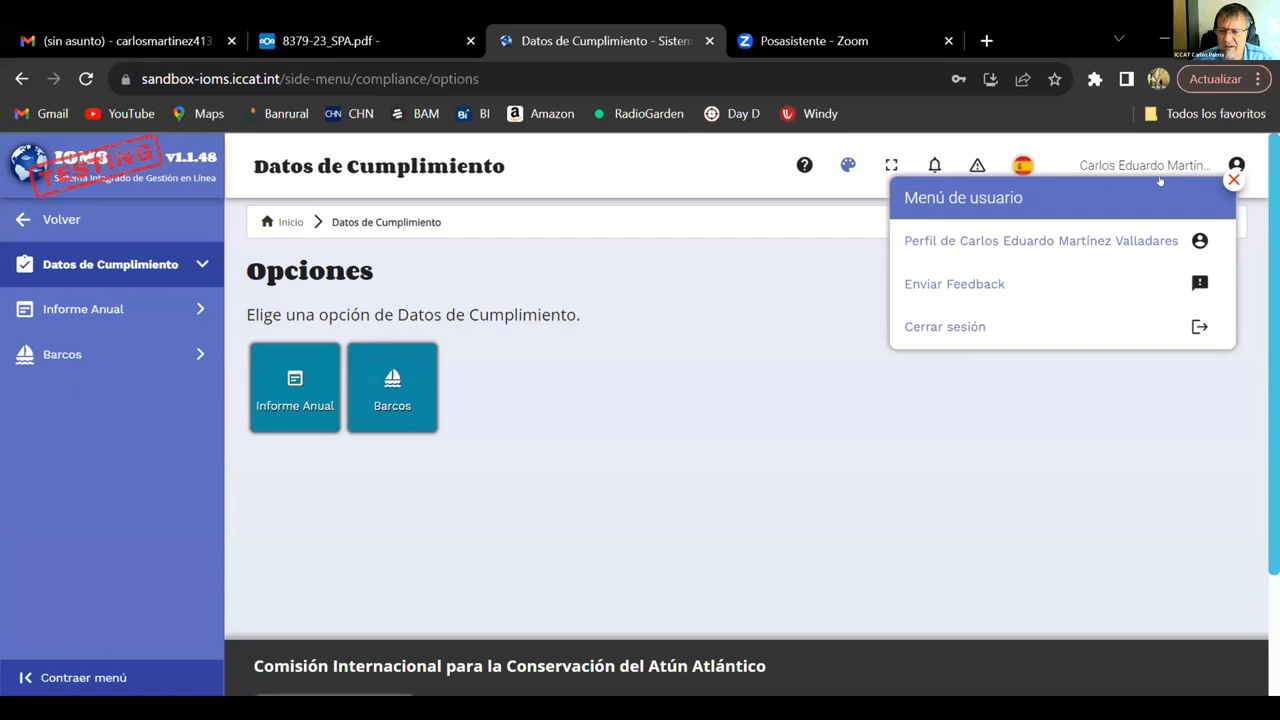 (sin asunto) - carlosmartinez413
8379-23_SPA.pdf -
Datos de Cumplimiento - Sistem
Posasistente - Zoom
ICCAT Carlos Palma
sandbox-ioms.iccat.int/side-menu/compliance/options
Actualizar
Gmail
YouTube
Maps
Banrural
CHN CHN
BAM
Bi BI
Amazon
RadioGarden
Day D
Windy
Todos los favoritos
IOMS v1.1.48
Sistema Integrado de Gestión en Línea
TESTING
Datos de Cumplimiento
Carlos Eduardo Martín...
Volver
Datos de Cumplimiento
Informe Anual
Barcos
Inicio
Datos de Cumplimiento
Menú de usuario
Perfil de Carlos Eduardo Martínez Valladares
Enviar Feedback
Cerrar sesión
Opciones
Elige una opción de Datos de Cumplimiento.
Informe Anual
Barcos
Contraer menú
Comisión Internacional para la Conservación del Atún Atlántico